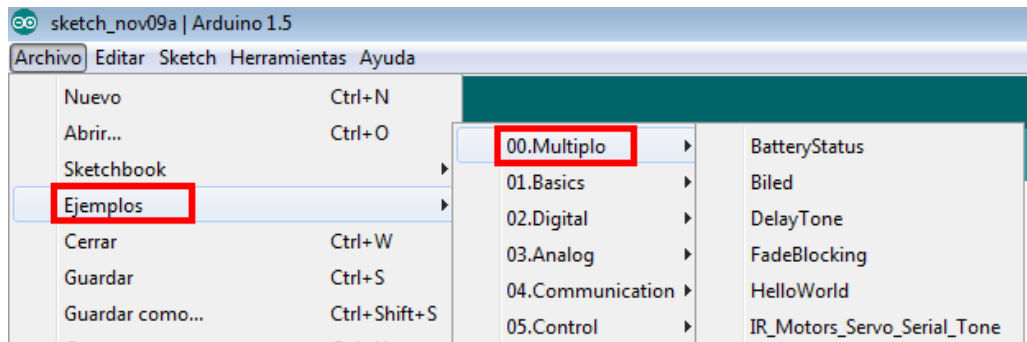 sketch_nov09a | Arduino 1.5
Archivo Editar Sketch Herramientas Ayuda
Nuevo Ctrl+N
Abrir... Ctrl+O
Sketchbook
Ejemplos
Cerrar Ctrl+W
Guardar Ctrl+S
Guardar como... Ctrl+Shift+S
00.Multiplo
01.Basics
02.Digital
03.Analog
04.Communication
05.Control
BatteryStatus
Biled
DelayTone
FadeBlocking
HelloWorld
IR_Motors_Servo_Serial_Tone